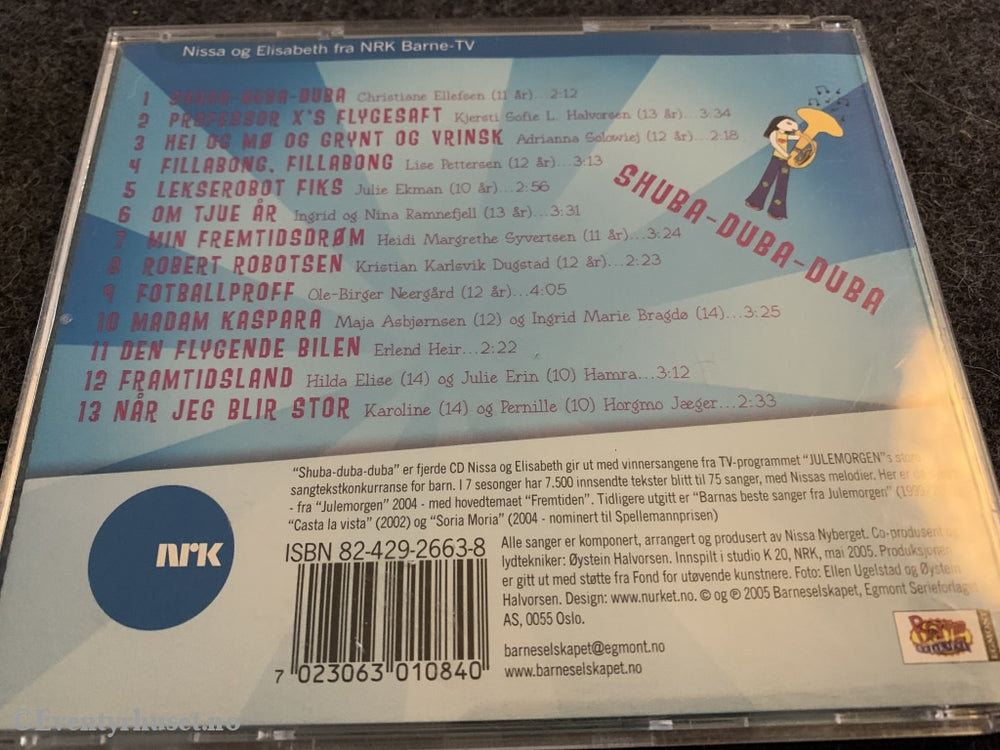 Nissa og Elisabeth fra NRK Barne-TV
1 SHUBA-DUBA-DUBA Christiane Ellefsen (11 år)...2:12
2 PROFESSOR X'S FLYGESAFT Kjersti Sofie L. Halvorsen (13 år)...3:34
3 HEI OG MØ OG GRYNT OG VRINSK Adrianna Solowiej (12 år)...2:18
4 FILLABONG, FILLABONG Lise Pettersen (12 år)...3:13
5 LEKSEROBOT FIKS Julie Ekman (10 år)...2:56
6 OM TJUE ÅR Ingrid og Nina Ramnefjell (13 år)...3:31
7 MIN FREMTIDSDRØM Heidi Margrethe Syvertsen (11 år)...3:24
8 ROBERT ROBOTSEN Kristian Karlsvik Dugstad (12 år)...2:23
9 FOTBALLPROFF Ole-Birger Neergård (12 år)...4:05
10 MADAM KASPARA Maja Asbjørnsen (12) og Ingrid Marie Bragdø (14)...3:25
11 DEN FLYGENDE BILEN Erlend Heir...2:22
12 FRAMTIDSLAND Hilda Elise (14) og Julie Erin (10) Hamra...3:12
13 NÅR JEG BLIR STOR Karoline (14) og Pernille (10) Horgmo Jæger...2:33
SHUBA-DUBA-DUBA
"Shuba-duba-duba" er fjerde CD Nissa og Elisabeth gir ut med vinnersangene fra TV-programmet "JULEMORGEN"s store
sangtekstkonkurranse for barn. I 7 sesonger har 7.500 innsendte tekster blitt til 75 sanger, med Nissas melodier. Her er
- fra "Julemorgen" 2004 - med hovedtemaet "Fremtiden". Tidligere utgitt er "Barnas beste sanger fra Julemorgen"
"Casta la vista" (2002) og "Soria Moria" (2004 - nominert til Spellemannprisen)
nrk
ISBN 82-429-2663-8
7 023063 010840
Alle sanger er komponert, arrangert og produsert av Nissa Nyberget. Co-produsent og
lydtekniker: Øystein Halvorsen. Innspilt i studio K 20, NRK, mai 2005. Produksjonen
er gitt ut med støtte fra Fond for utøvende kunstnere. Foto: Ellen Ugelstad og Øystein
Halvorsen. Design: www.nurket.no. © og ℗ 2005 Barneselskapet, Egmont Serieforlaget
AS, 0055 Oslo.
barneselskapet@egmont.no
www.barneselskapet.no
EGMONT
©Eventyrhuset.no